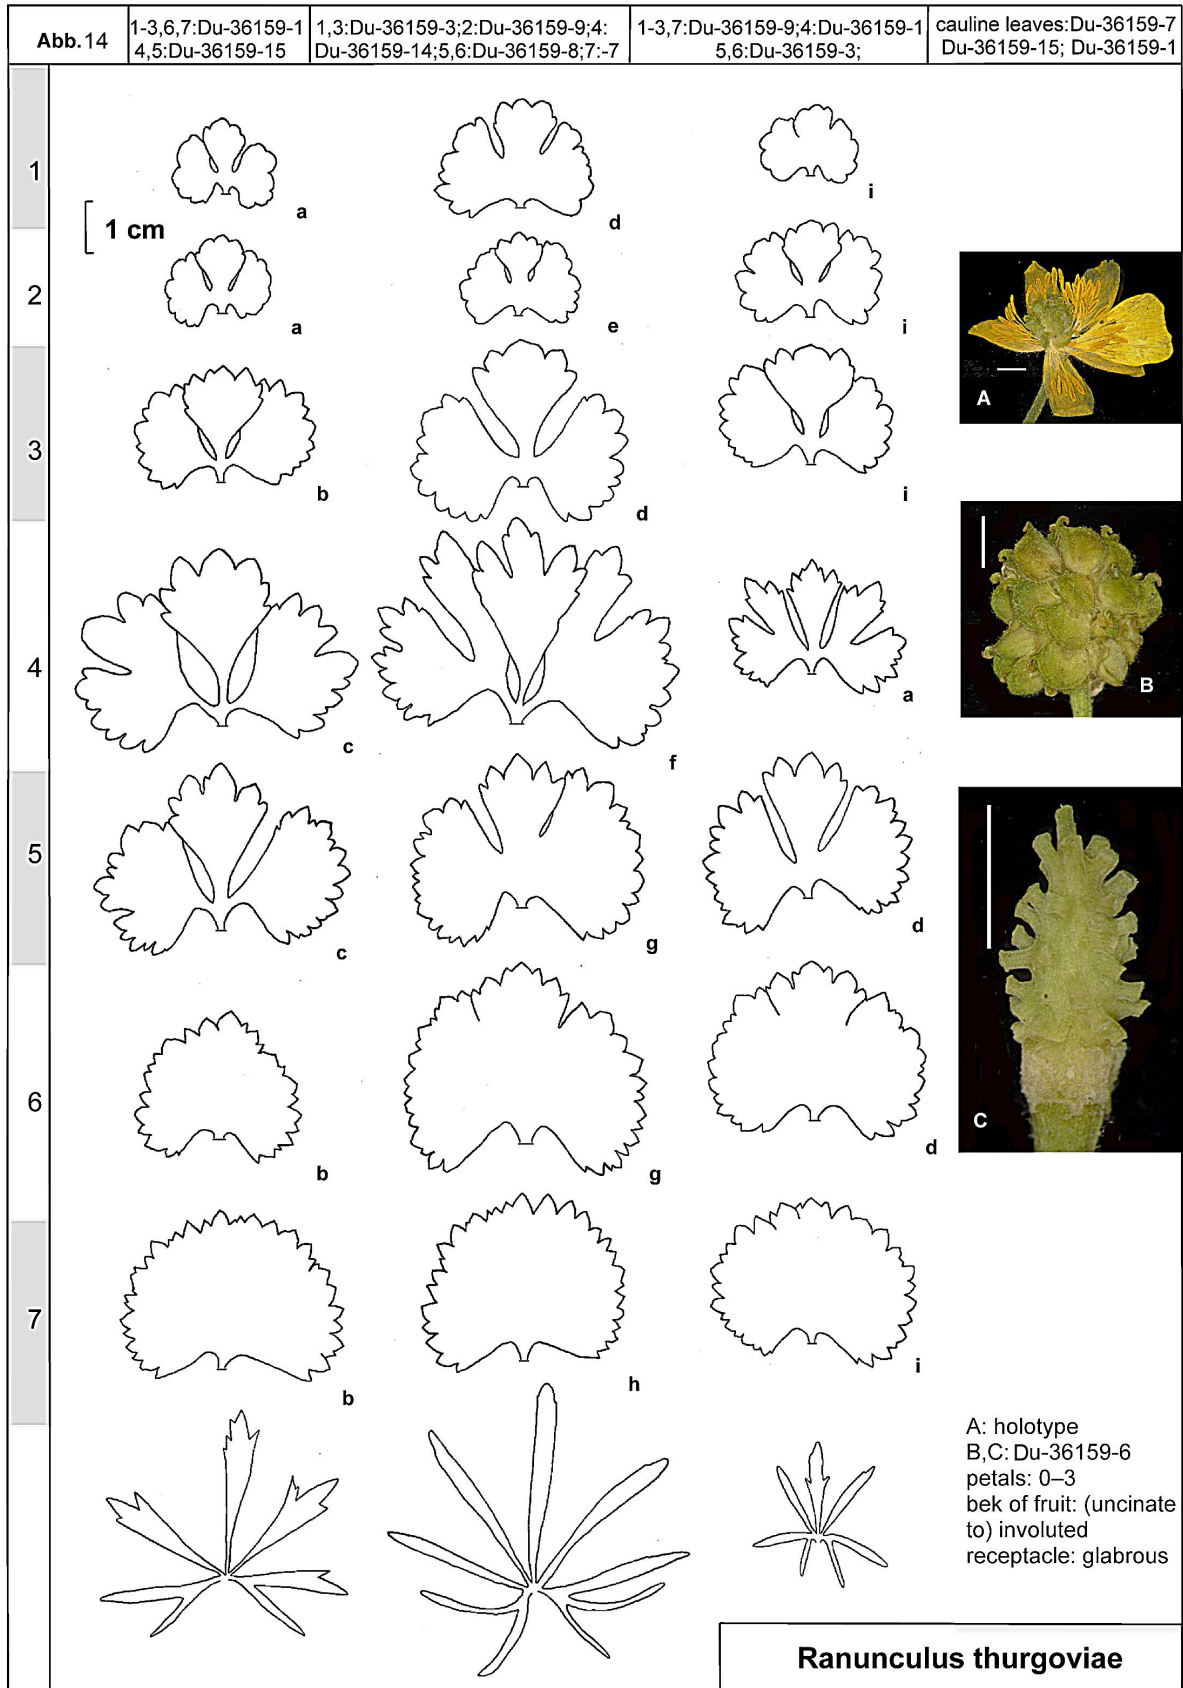 Abb.14
1-3,6,7:Du-36159-1
4,5:Du-36159-15
1,3:Du-36159-3;2:Du-36159-9;4:
Du-36159-14;5,6:Du-36159-8;7:-7
1-3,7:Du-36159-9;4:Du-36159-1
5,6:Du-36159-3;
cauline leaves:Du-36159-7
Du-36159-15; Du-36159-1
1
a
d
i
1 cm
2
a
e
i
A
3
b
d
i
B
4
c
f
a
5
c
g
d
C
6
b
g
d
7
b
h
i
A: holotype
B,C: Du-36159-6
petals: 0–3
bek of fruit: (uncinate
to) involuted
receptacle: glabrous
Ranunculus thurgoviae